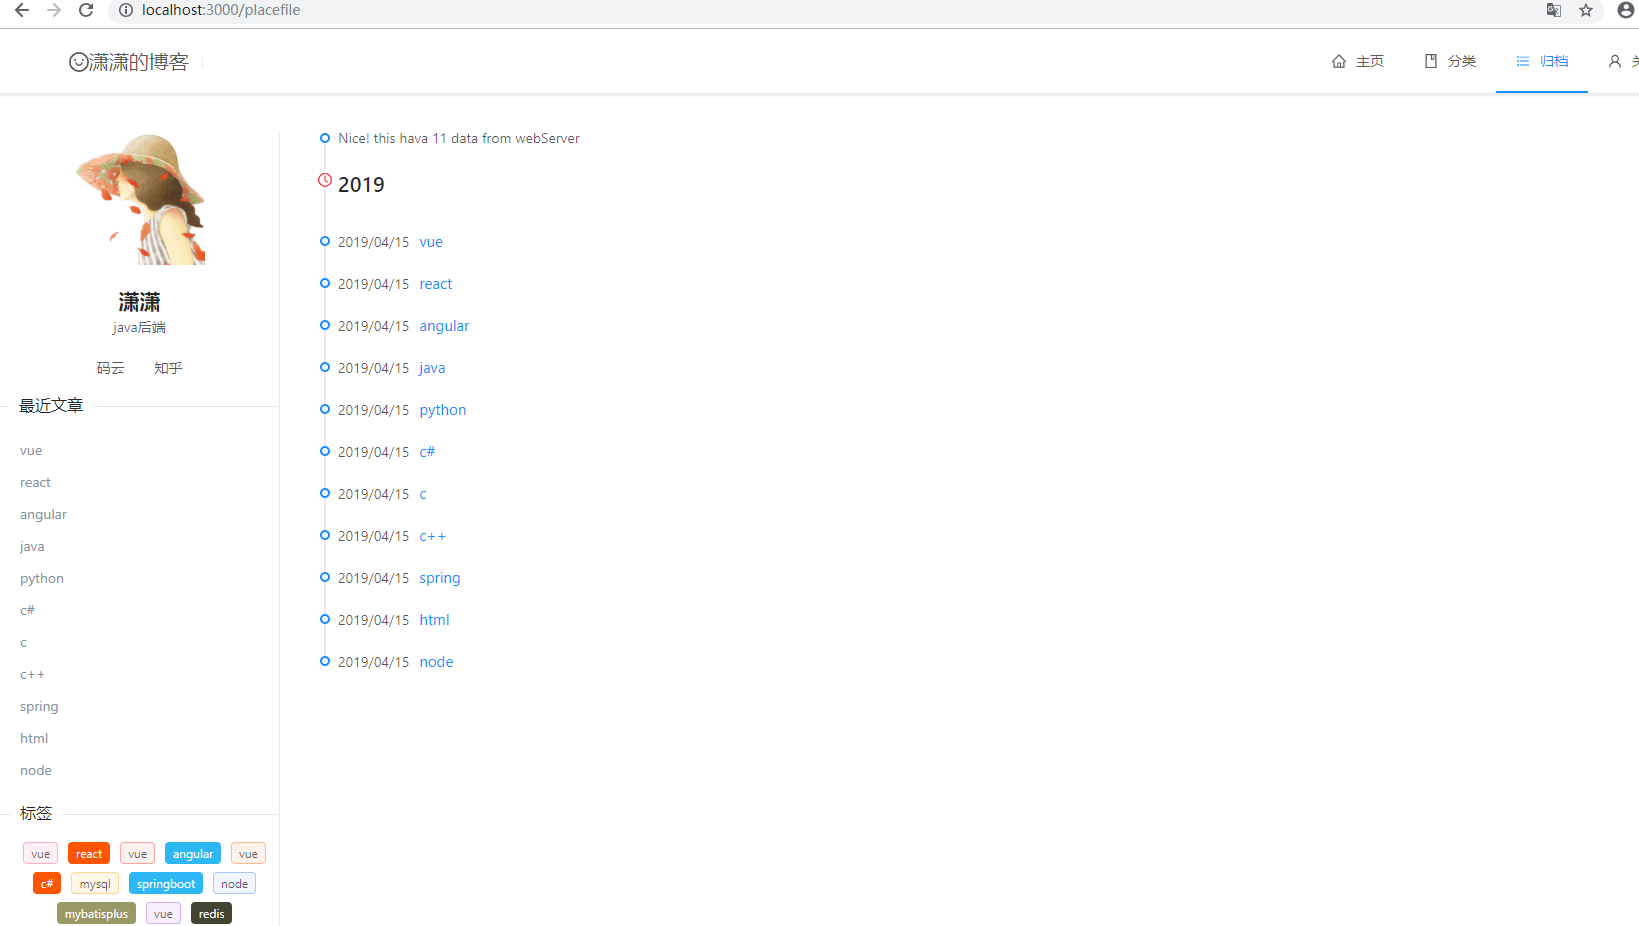 localhost:3000/placefile
潇潇的博客
主页 分类 归档
潇潇
java后端
码云 知乎
最近文章
vue
react
angular
java
python
c#
c
c++
spring
html
node
标签
vue react vue angular vue
c# mysql springboot node
mybatisplus vue redis
Nice! this hava 11 data from webServer
2019
2019/04/15 vue
2019/04/15 react
2019/04/15 angular
2019/04/15 java
2019/04/15 python
2019/04/15 c#
2019/04/15 c
2019/04/15 c++
2019/04/15 spring
2019/04/15 html
2019/04/15 node